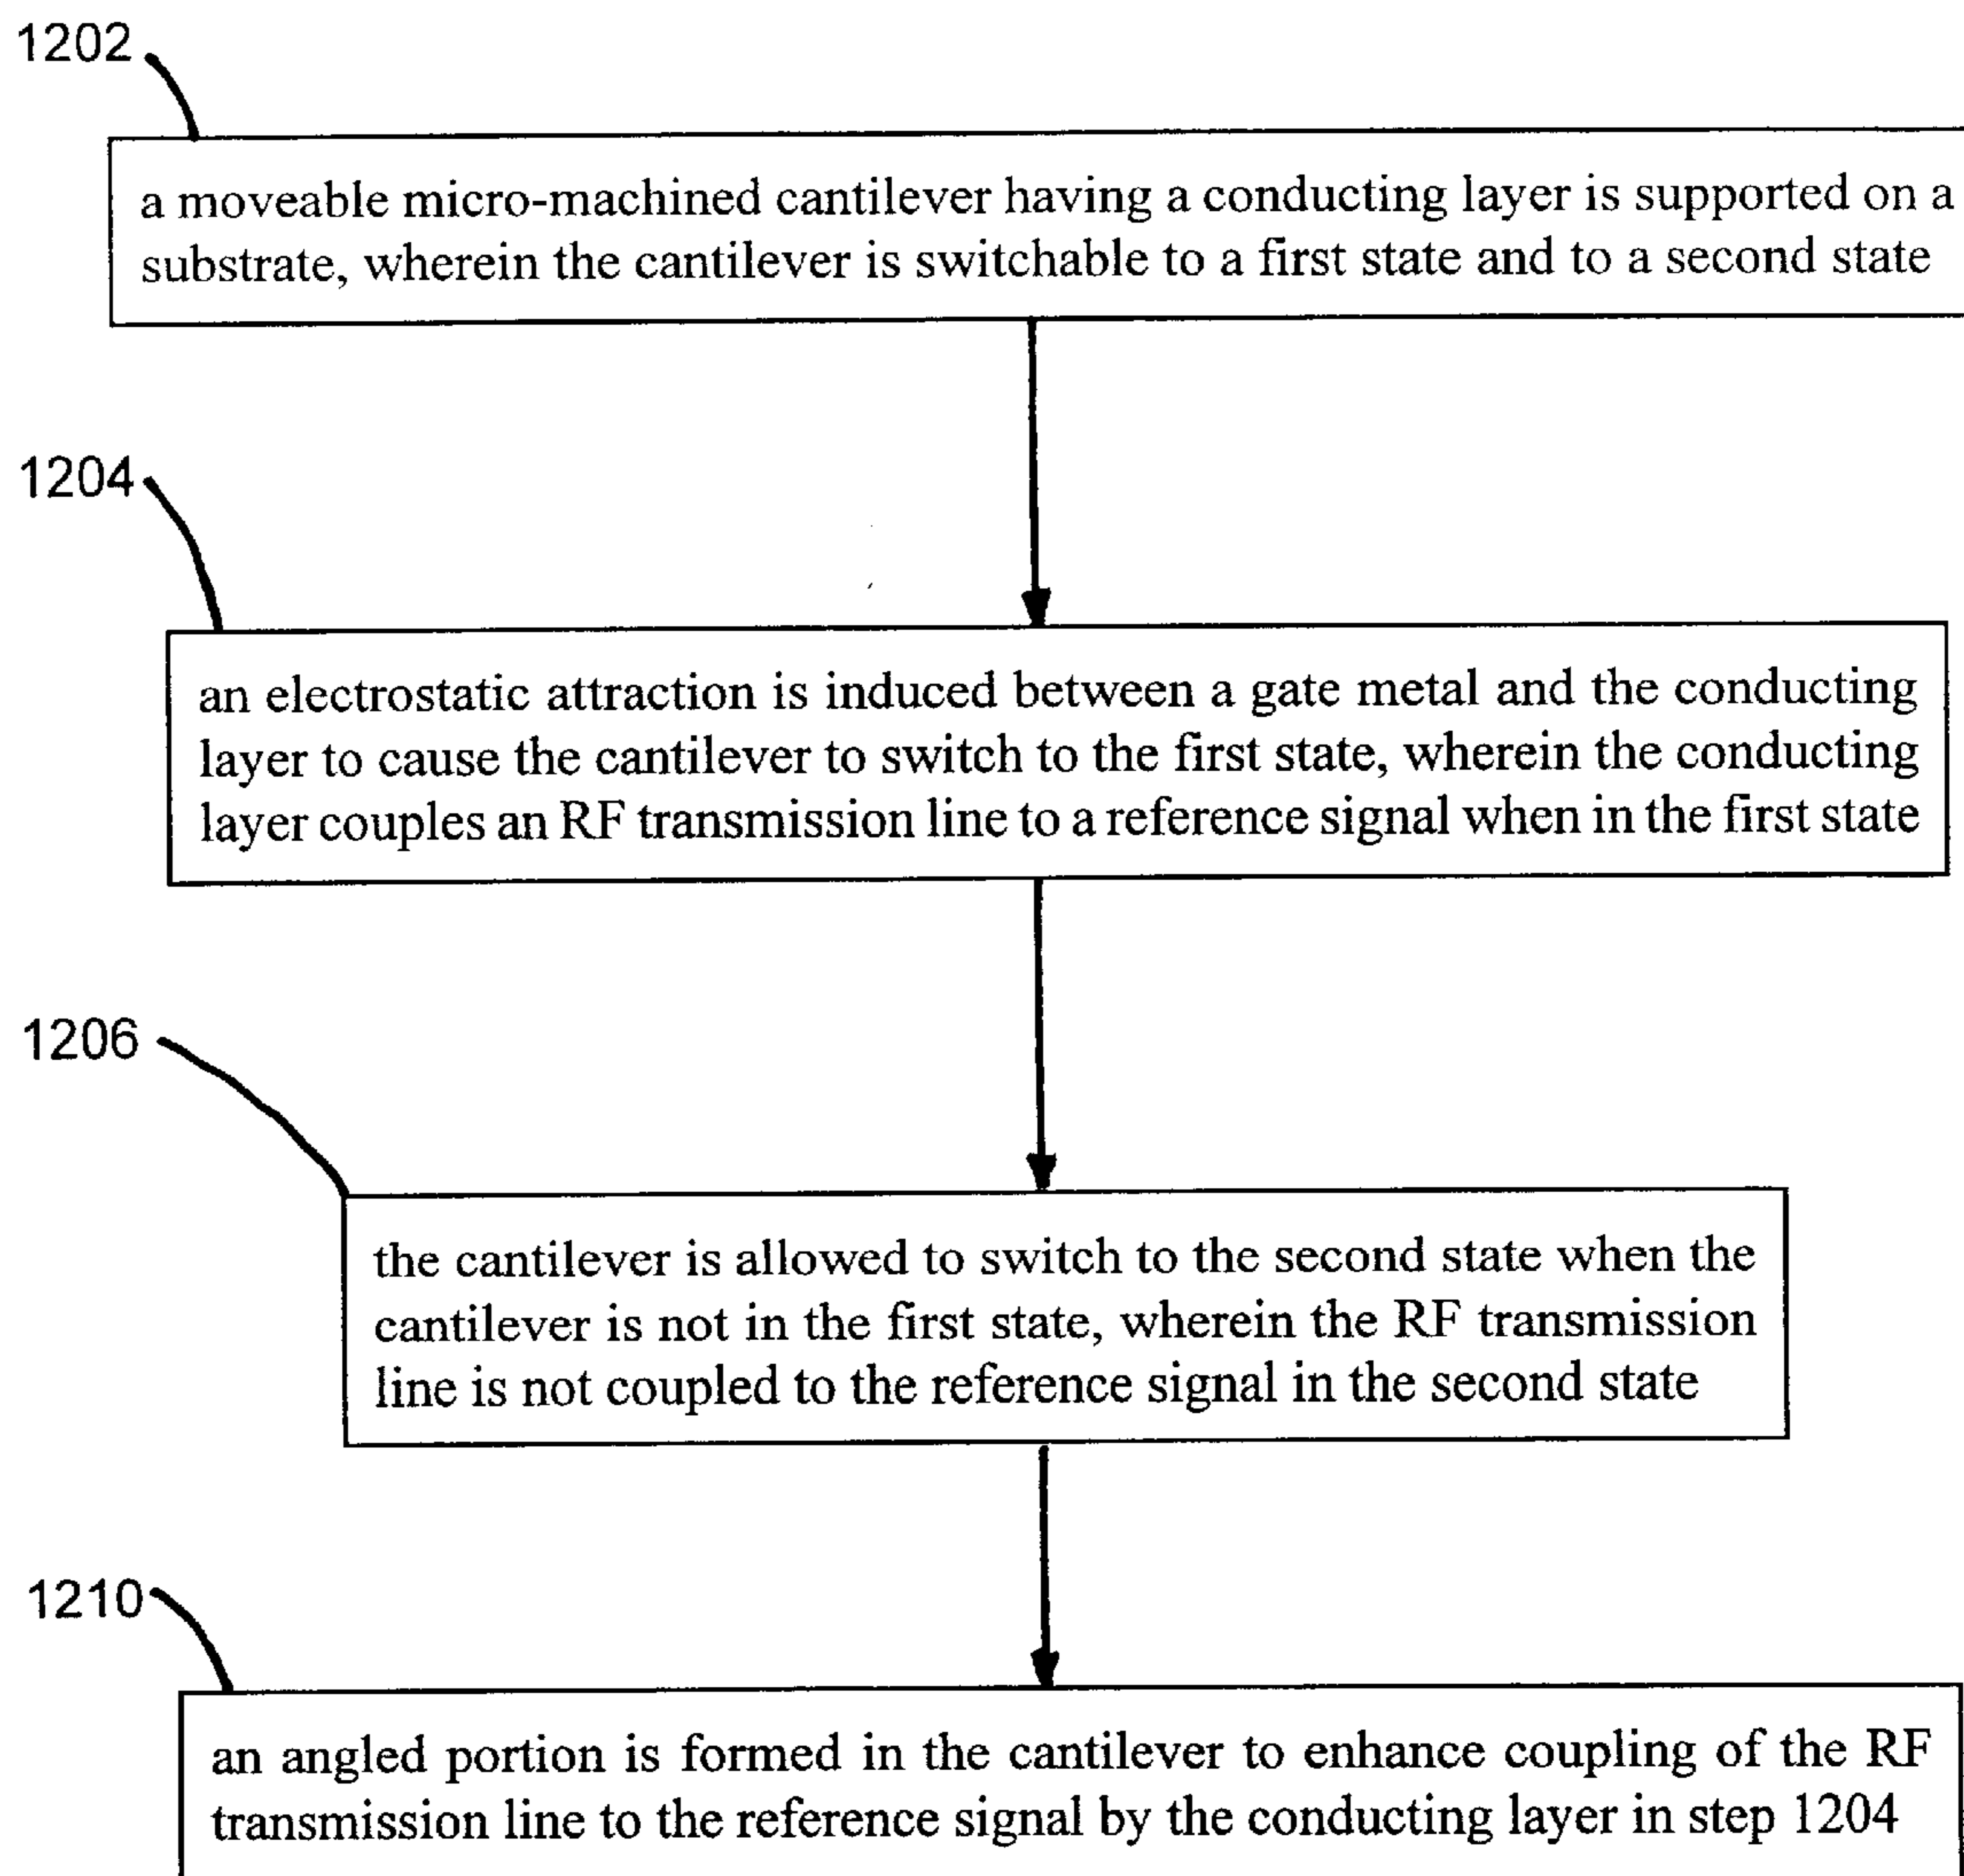 1202
a moveable micro-machined cantilever having a conducting layer is supported on a
substrate, wherein the cantilever is switchable to a first state and to a second state
1204
an electrostatic attraction is induced between a gate metal and the conducting
layer to cause the cantilever to switch to the first state, wherein the conducting
layer couples an RF transmission line to a reference signal when in the first state
1206
the cantilever is allowed to switch to the second state when the
cantilever is not in the first state, wherein the RF transmission
line is not coupled to the reference signal in the second state
1210
an angled portion is formed in the cantilever to enhance coupling of the RF
transmission line to the reference signal by the conducting layer in step 1204